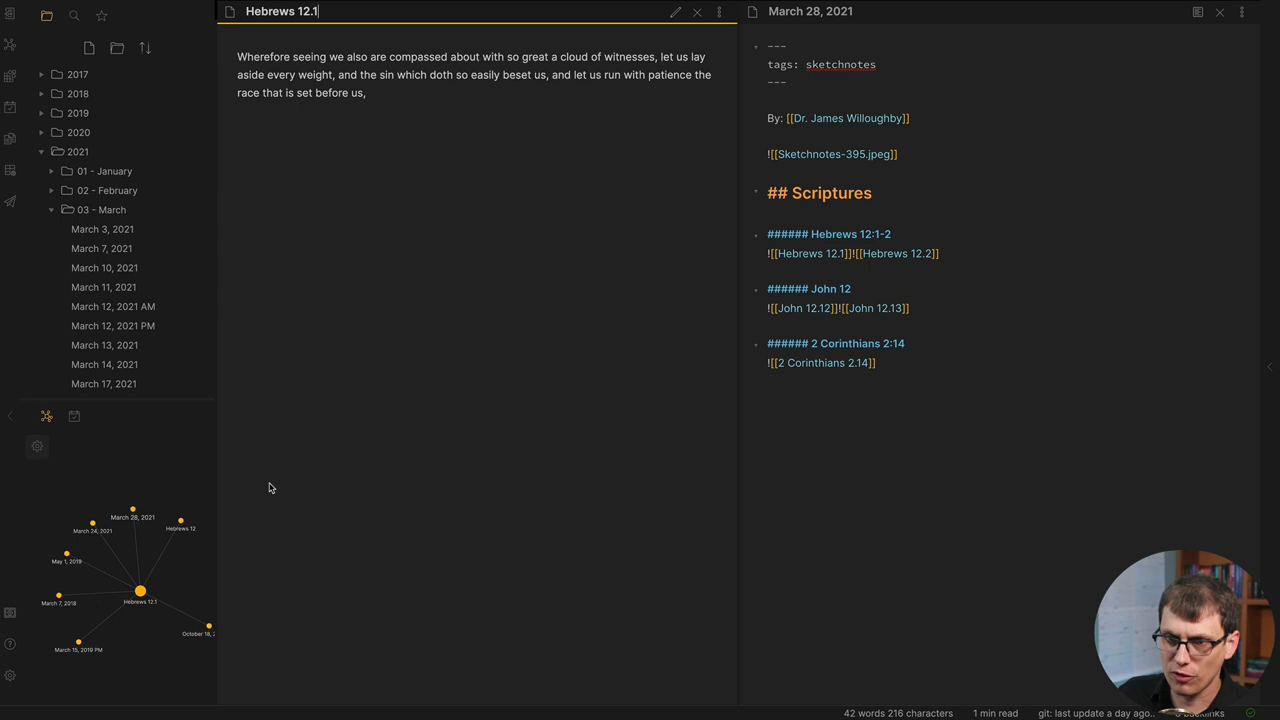 Hebrews 12.1
March 28, 2021
2017
2018
2019
2020
2021
01 - January
02 - February
03 - March
March 3, 2021
March 7, 2021
March 10, 2021
March 11, 2021
March 12, 2021 AM
March 12, 2021 PM
March 13, 2021
March 14, 2021
March 17, 2021
March 28, 2021
March 24, 2021
Hebrews 12
May 1, 2019
March 7, 2018
Hebrews 12.1
October 18, 2
March 15, 2019 PM
Wherefore seeing we also are compassed about with so great a cloud of witnesses, let us lay
aside every weight, and the sin which doth so easily beset us, and let us run with patience the
race that is set before us,
---
tags: sketchnotes
---
By: [[Dr. James Willoughby]]
![[Sketchnotes-395.jpeg]]
## Scriptures
###### Hebrews 12:1-2
![[Hebrews 12.1]]![[Hebrews 12.2]]
###### John 12
![[John 12.12]]![[John 12.13]]
###### 2 Corinthians 2:14
![[2 Corinthians 2.14]]
42 words 216 characters
1 min read
git: last update a day ago..